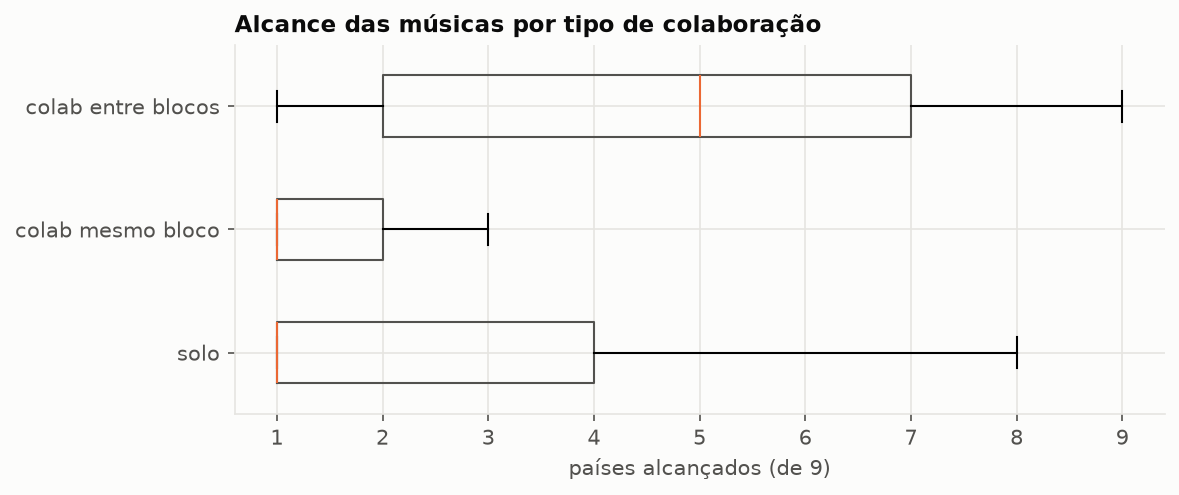 Alcance das músicas por tipo de colaboração
colab entre blocos
colab mesmo bloco
solo
1 2 3 4 5 6 7 8 9
países alcançados (de 9)